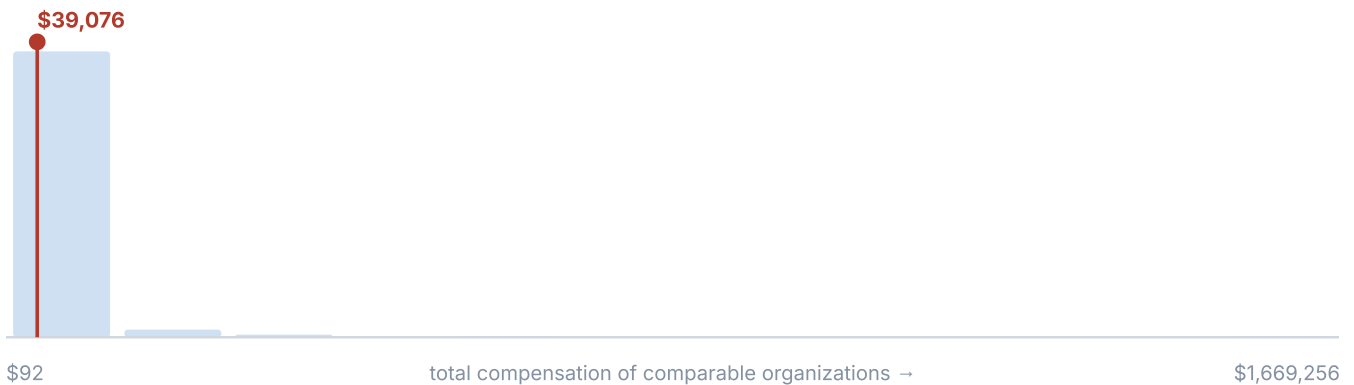 $39,076
$92
total compensation of comparable organizations →
$1,669,256